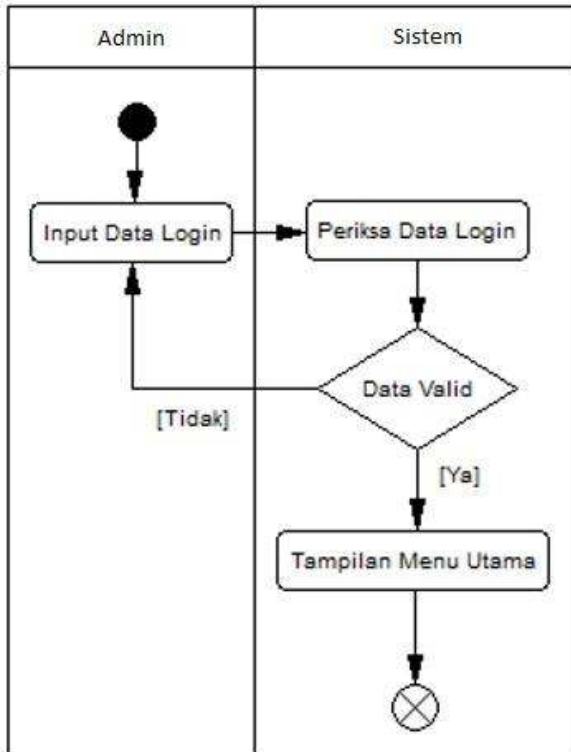 Admin
Sistem
Input Data Login
Periksa Data Login
Data Valid
[Tidak]
[Ya]
Tampilan Menu Utama